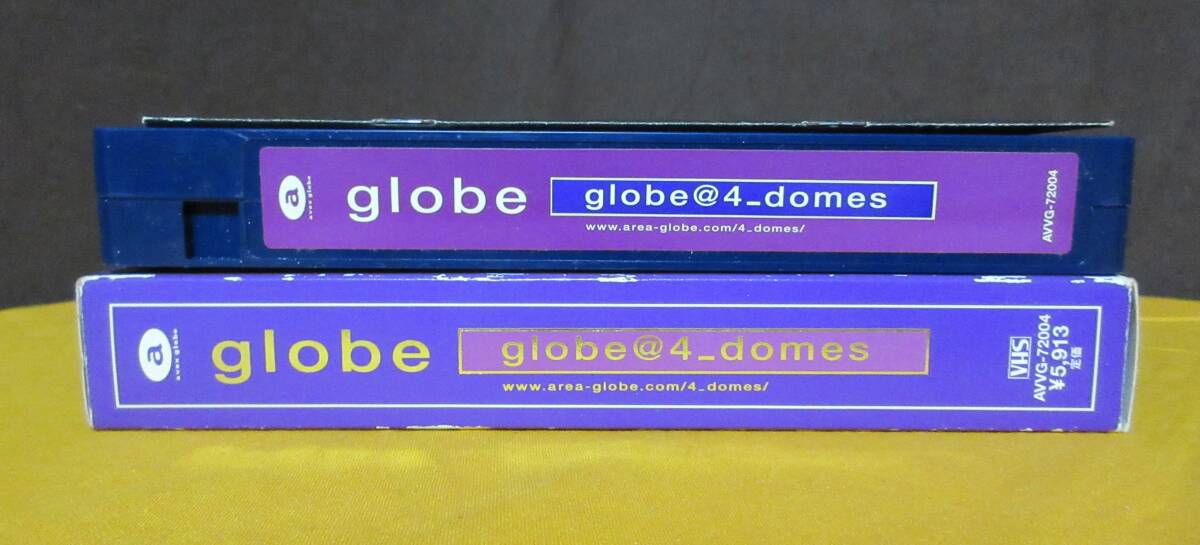 a
avex globe
globe
globe@4_domes
www.area-globe.com/4_domes/
AVVG-72004
a
avex globe
globe
globe@4_domes
www.area-globe.com/4_domes/
VHS
AVVG-72004
¥5,913
定価